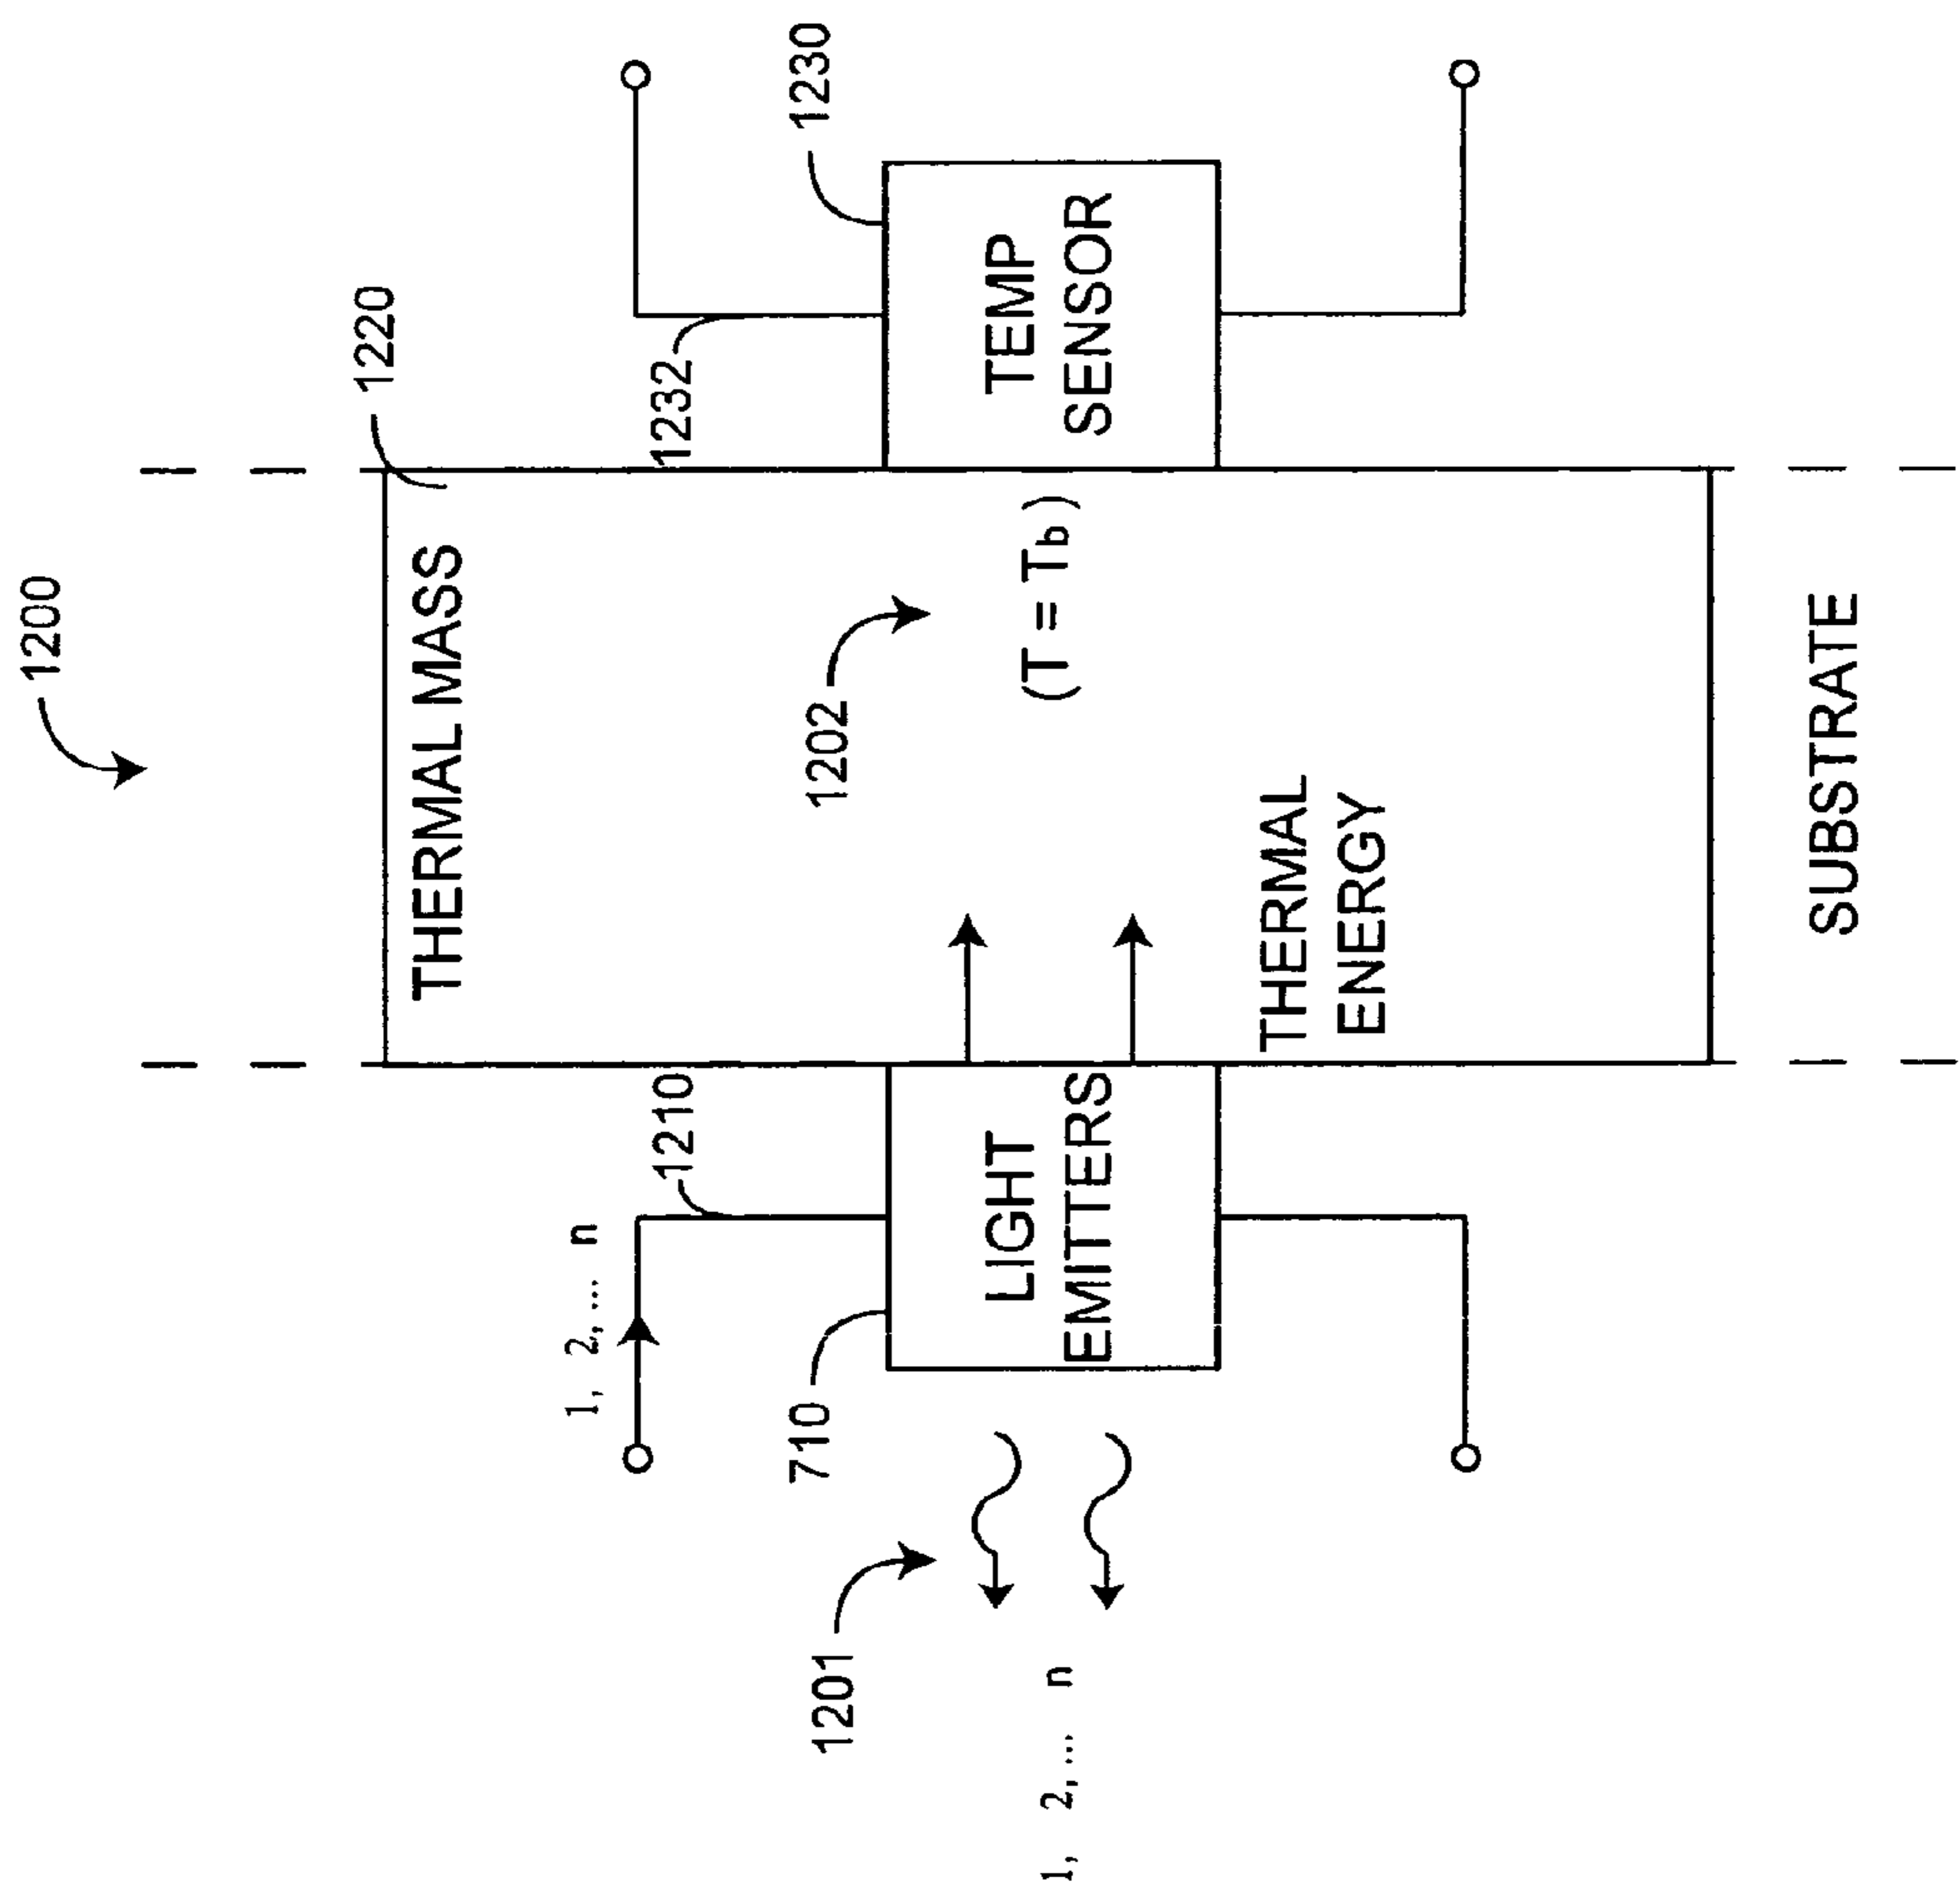 1200
1220
THERMAL MASS
1, 2,... n
1210
1232
710
1230
1201
1202
LIGHT
EMITTERS
TEMP
SENSOR
(T = Tb)
1, 2,... n
THERMAL
ENERGY
SUBSTRATE